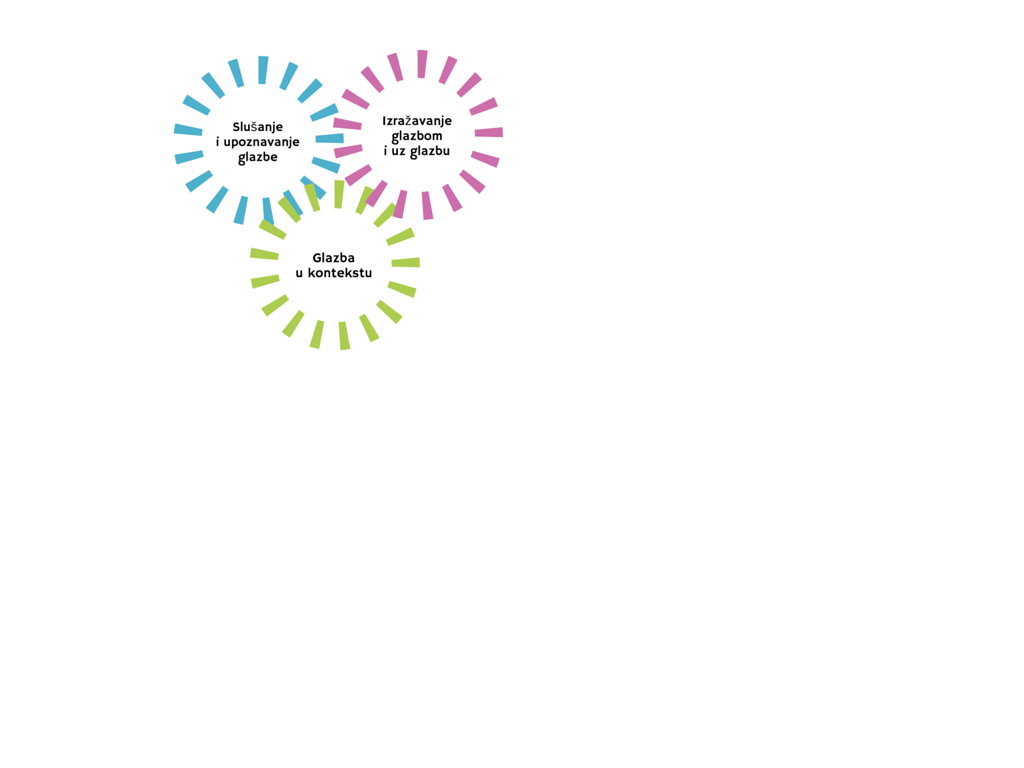 Slušanje
i upoznavanje
glazbe
Izražavanje
glazbom
i uz glazbu
Glazba
u kontekstu